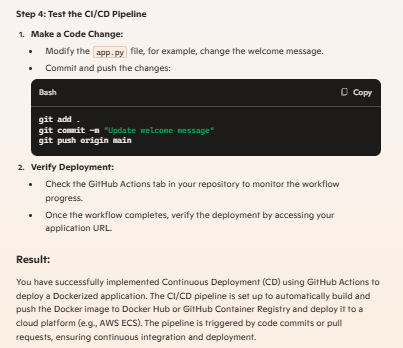 Step 4: Test the CI/CD Pipeline
1. Make a Code Change:
• Modify the app.py file, for example, change the welcome message.
• Commit and push the changes:
Bash Copy
git add .
git commit -m "Update welcome message"
git push origin main
2. Verify Deployment:
• Check the GitHub Actions tab in your repository to monitor the workflow
progress.
• Once the workflow completes, verify the deployment by accessing your
application URL.
Result:
You have successfully implemented Continuous Deployment (CD) using GitHub Actions to
deploy a Dockerized application. The CI/CD pipeline is set up to automatically build and
push the Docker image to Docker Hub or GitHub Container Registry and deploy it to a
cloud platform (e.g., AWS ECS). The pipeline is triggered by code commits or pull
requests, ensuring continuous integration and deployment.